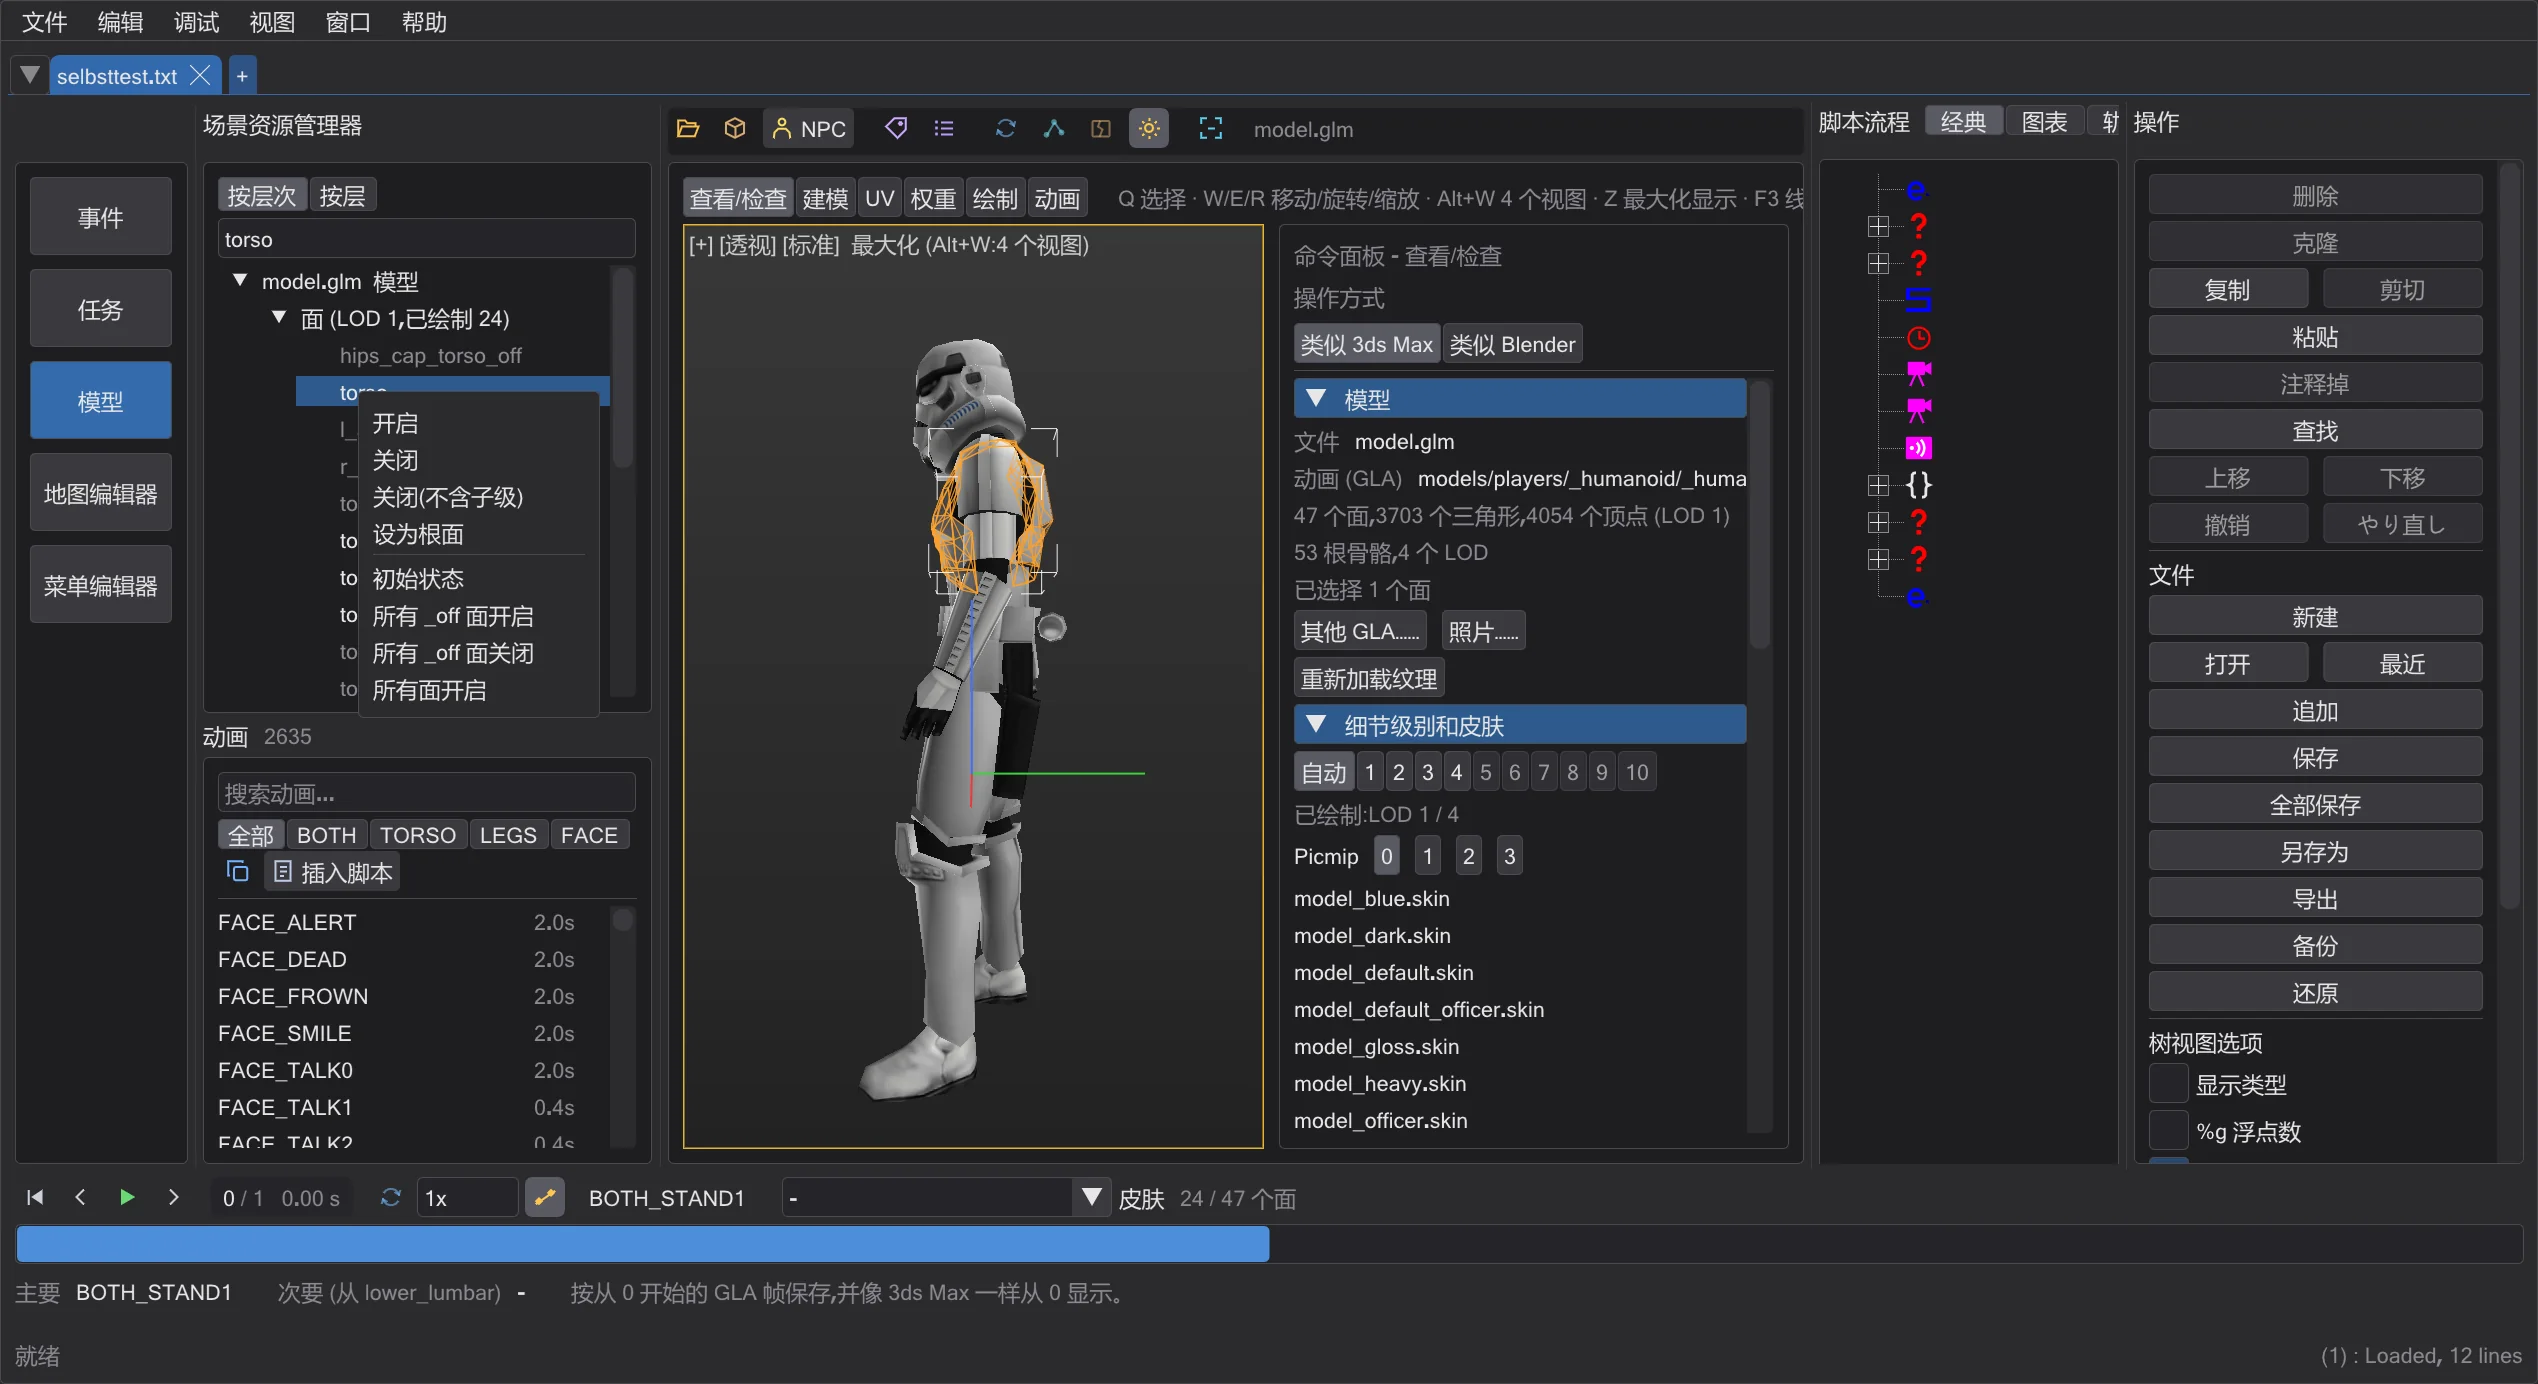 文件 编辑 调试 视图 窗口 帮助
selbsttest.txt +
场景资源管理器
事件
任务
模型
地图编辑器
菜单编辑器
按层次 按层
torso
model.glm 模型
面 (LOD 1,已绘制 24)
hips_cap_torso_off
torso
l_
r_
to
to
to
to
to
to
开启
关闭
关闭(不含子级)
设为根面
初始状态
所有 _off 面开启
所有 _off 面关闭
所有面开启
动画 2635
搜索动画...
全部 BOTH TORSO LEGS FACE
插入脚本
FACE_ALERT 2.0s
FACE_DEAD 2.0s
FACE_FROWN 2.0s
FACE_SMILE 2.0s
FACE_TALK0 2.0s
FACE_TALK1 0.4s
FACE_TALK2 0.4s
NPC model.glm
查看/检查 建模 UV 权重 绘制 动画 Q 选择 · W/E/R 移动/旋转/缩放 · Alt+W 4 个视图 · Z 最大化显示 · F3 线
[+] [透视] [标准] 最大化 (Alt+W:4 个视图)
命令面板 - 查看/检查
操作方式
类似 3ds Max 类似 Blender
模型
文件 model.glm
动画 (GLA) models/players/_humanoid/_huma
47 个面,3703 个三角形,4054 个顶点 (LOD 1)
53 根骨骼,4 个 LOD
已选择 1 个面
其他 GLA...... 照片......
重新加载纹理
细节级别和皮肤
自动 1 2 3 4 5 6 7 8 9 10
已绘制:LOD 1 / 4
Picmip 0 1 2 3
model_blue.skin
model_dark.skin
model_default.skin
model_default_officer.skin
model_gloss.skin
model_heavy.skin
model_officer.skin
脚本流程 经典 图表 轨
e
?
?
{}
?
?
e
操作
删除
克隆
复制 剪切
粘贴
注释掉
查找
上移 下移
撤销 やり直し
文件
新建
打开 最近
追加
保存
全部保存
另存为
导出
备份
还原
树视图选项
显示类型
%g 浮点数
0 / 1 0.00 s 1x BOTH_STAND1 - 皮肤 24 / 47 个面
主要 BOTH_STAND1 次要 (从 lower_lumbar) - 按从 0 开始的 GLA 帧保存,并像 3ds Max 一样从 0 显示。
就绪 (1) : Loaded, 12 lines